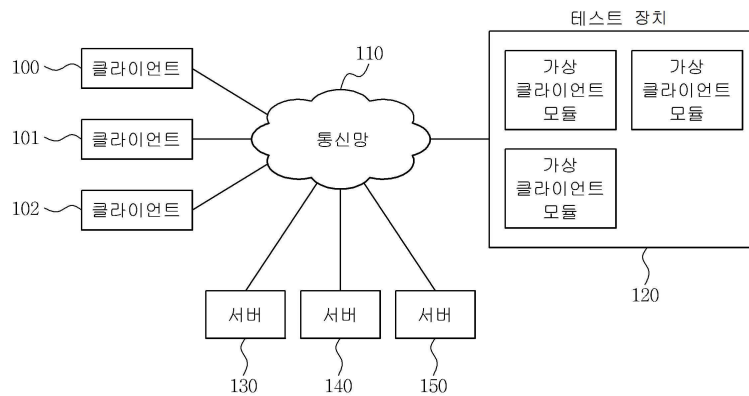 테스트 장치
100
클라이언트
101
클라이언트
102
클라이언트
110
통신망
가상
클라이언트
모듈
가상
클라이언트
모듈
가상
클라이언트
모듈
120
서버
서버
서버
130
140
150